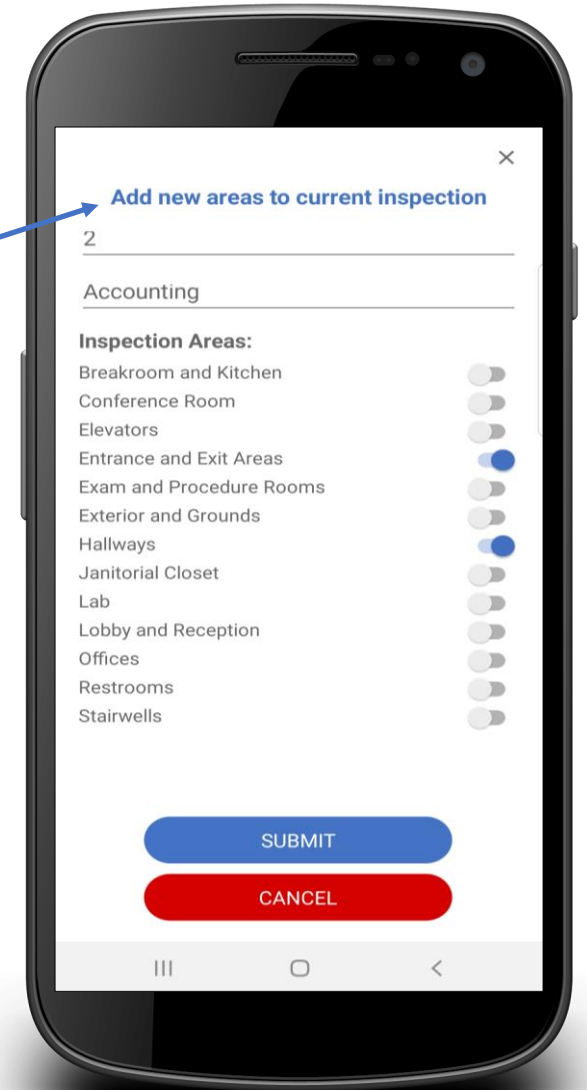 Add new areas to current inspection
2
Accounting
Inspection Areas:
Breakroom and Kitchen
Conference Room
Elevators
Entrance and Exit Areas
Exam and Procedure Rooms
Exterior and Grounds
Hallways
Janitorial Closet
Lab
Lobby and Reception
Offices
Restrooms
Stairwells
SUBMIT
CANCEL